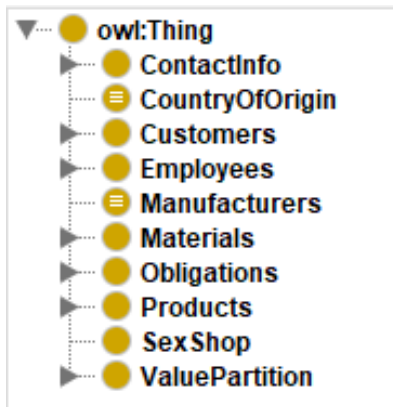 owl:Thing
ContactInfo
CountryOfOrigin
Customers
Employees
Manufacturers
Materials
Obligations
Products
SexShop
ValuePartition